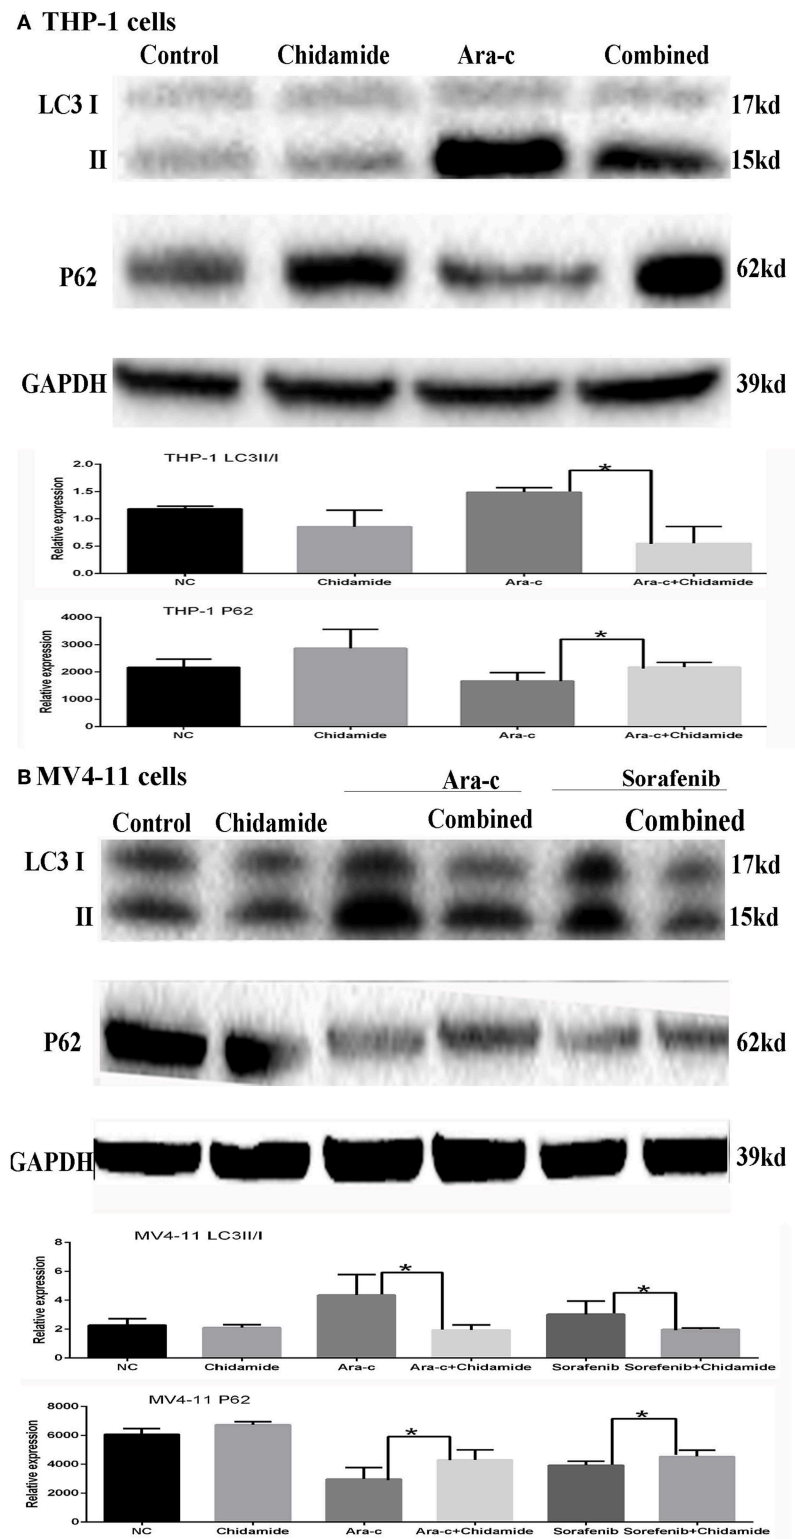 A THP-1 cells
Control Chidamide Ara-c Combined
LC3 I 17kd
II 15kd
P62 62kd
GAPDH 39kd
THP-1 LC3II/I
Relative expression
2.0
1.5
1.0
0.5
0.0
*
NC Chidamide Ara-c Ara-c+Chidamide
THP-1 P62
Relative expression
4000
3000
2000
1000
0
*
NC Chidamide Ara-c Ara-c+Chidamide
B MV4-11 cells
Ara-c Sorafenib
Control Chidamide Combined Combined
LC3 I 17kd
II 15kd
P62 62kd
GAPDH 39kd
MV4-11 LC3II/I
Relative expression
8
6
4
2
0
* *
NC Chidamide Ara-c Ara-c+Chidamide Sorafenib Sorefenib+Chidamide
MV4-11 P62
Relative expression
8000
6000
4000
2000
0
* *
NC Chidamide Ara-c Ara-c+Chidamide Sorafenib Sorefenib+Chidamide